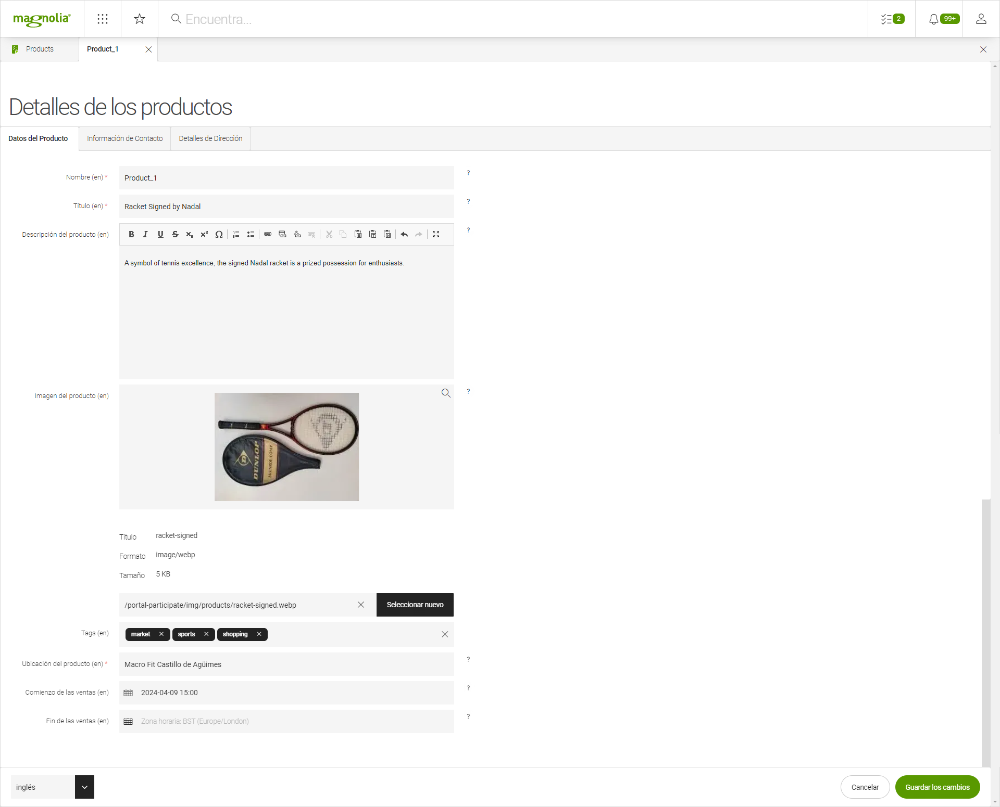 magnolia®
Encuentra...
2
99+
Products
Product_1
Detalles de los productos
Datos del Producto
Información de Contacto
Detalles de Dirección
Nombre (en) *
Product_1
?
Título (en) *
Racket Signed by Nadal
?
Descripción del producto (en)
B I U S x₂ x² Ω
?
A symbol of tennis excellence, the signed Nadal racket is a prized possession for enthusiasts.
Imagen del producto (en)
?
DUNLOP
McENROE COMP
Título racket-signed
Formato image/webp
Tamaño 5 KB
/portal-participate/img/products/racket-signed.webp
Seleccionar nuevo
Tags (en)
market
sports
shopping
Ubicación del producto (en) *
Macro Fit Castillo de Agüimes
?
Comienzo de las ventas (en)
2024-04-09 15:00
?
Fin de las ventas (en)
Zona horaria: BST (Europe/London)
?
inglés
Cancelar
Guardar los cambios